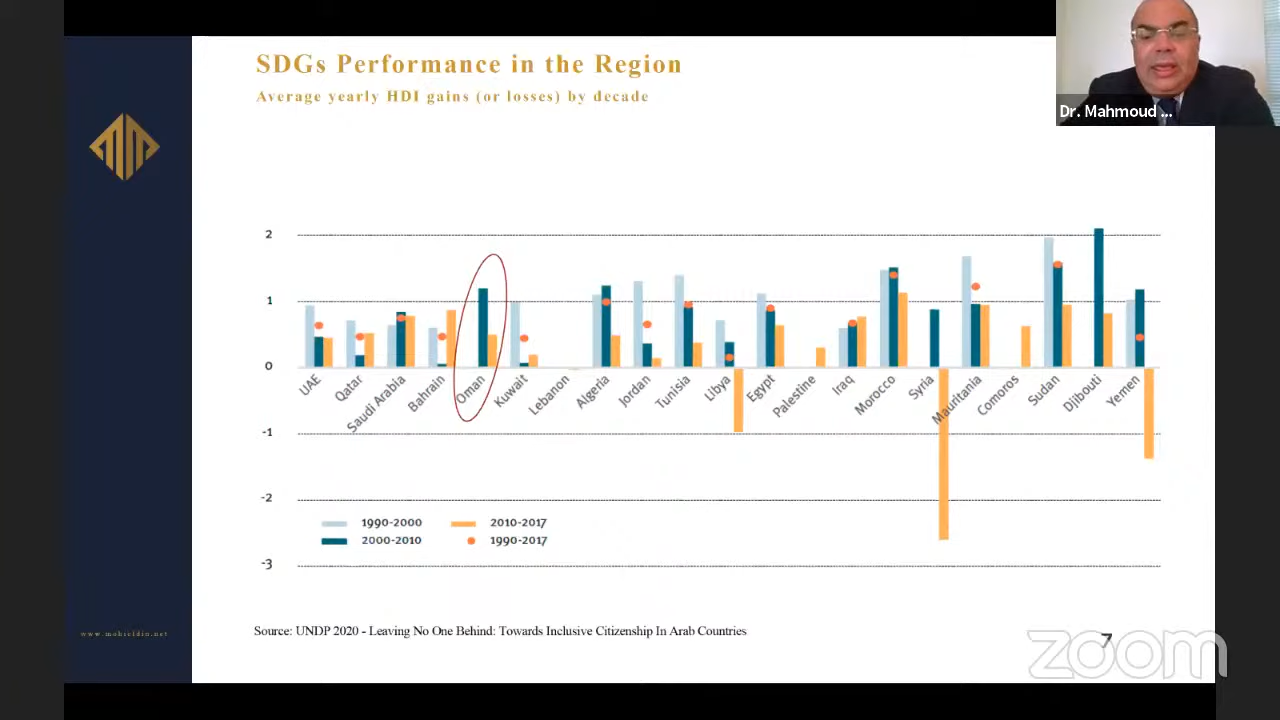 SDGs Performance in the Region
Average yearly HDI gains (or losses) by decade
Dr. Mahmoud ...
2
1
0
-1
-2
-3
UAE
Qatar
Saudi Arabia
Bahrain
Oman
Kuwait
Lebanon
Algeria
Jordan
Tunisia
Libya
Egypt
Palestine
Iraq
Morocco
Syria
Mauritania
Comoros
Sudan
Djibouti
Yemen
1990-2000
2010-2017
2000-2010
1990-2017
www.mohieldin.net
Source: UNDP 2020 - Leaving No One Behind: Towards Inclusive Citizenship In Arab Countries
7
zoom